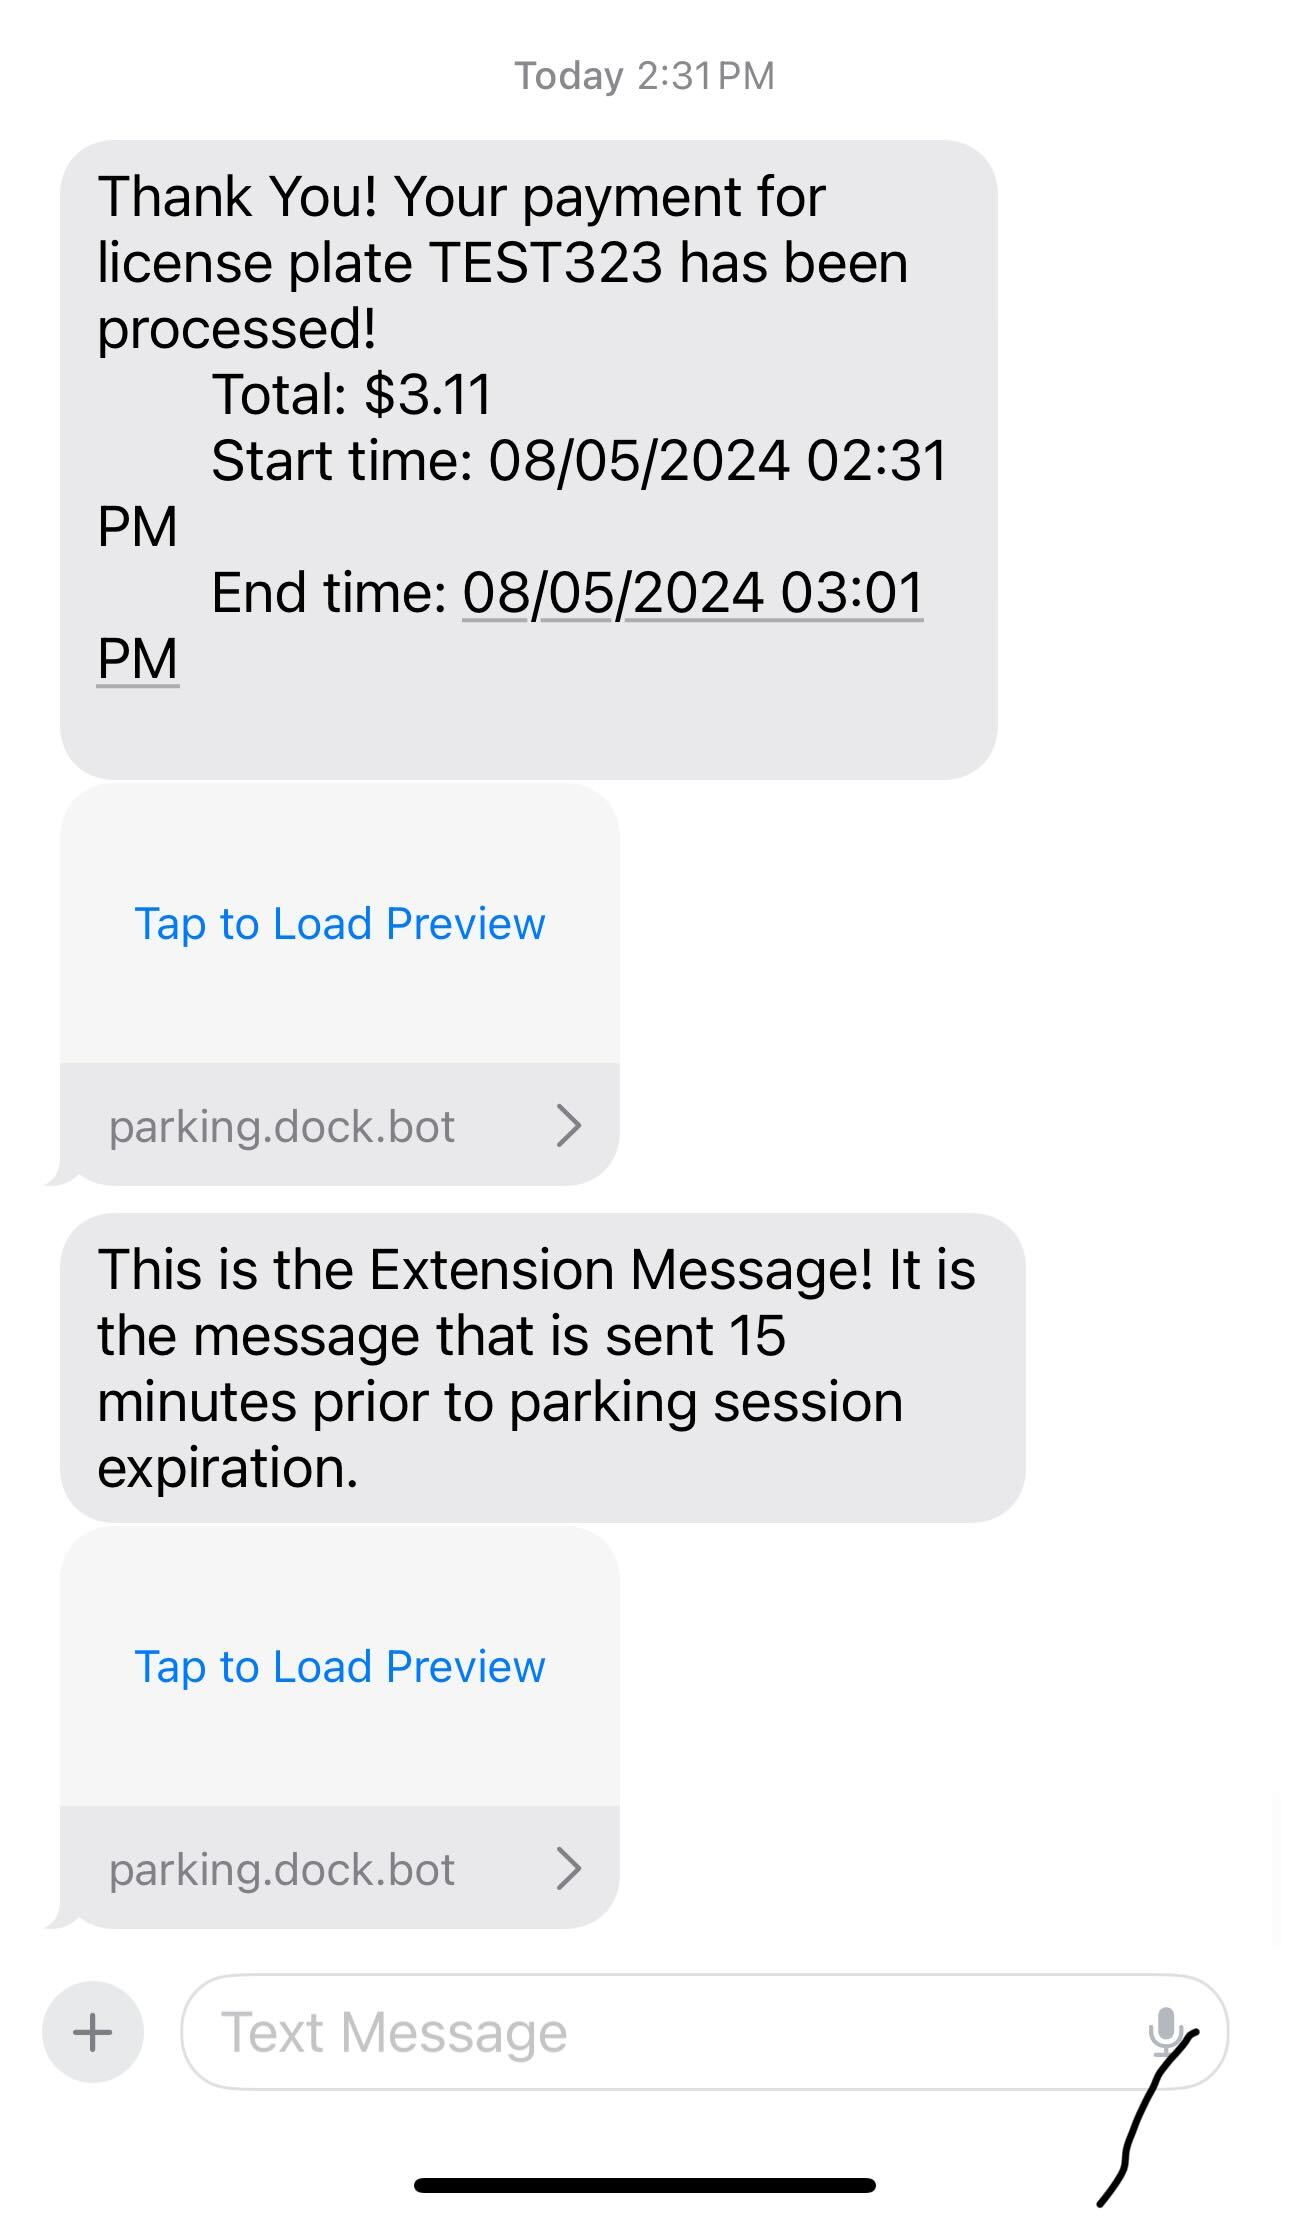 Today 2:31 PM
Thank You! Your payment for
license plate TEST323 has been
processed!
Total: $3.11
Start time: 08/05/2024 02:31
PM
End time: 08/05/2024 03:01
PM
Tap to Load Preview
parking.dock.bot
This is the Extension Message! It is
the message that is sent 15
minutes prior to parking session
expiration.
Tap to Load Preview
parking.dock.bot
Text Message